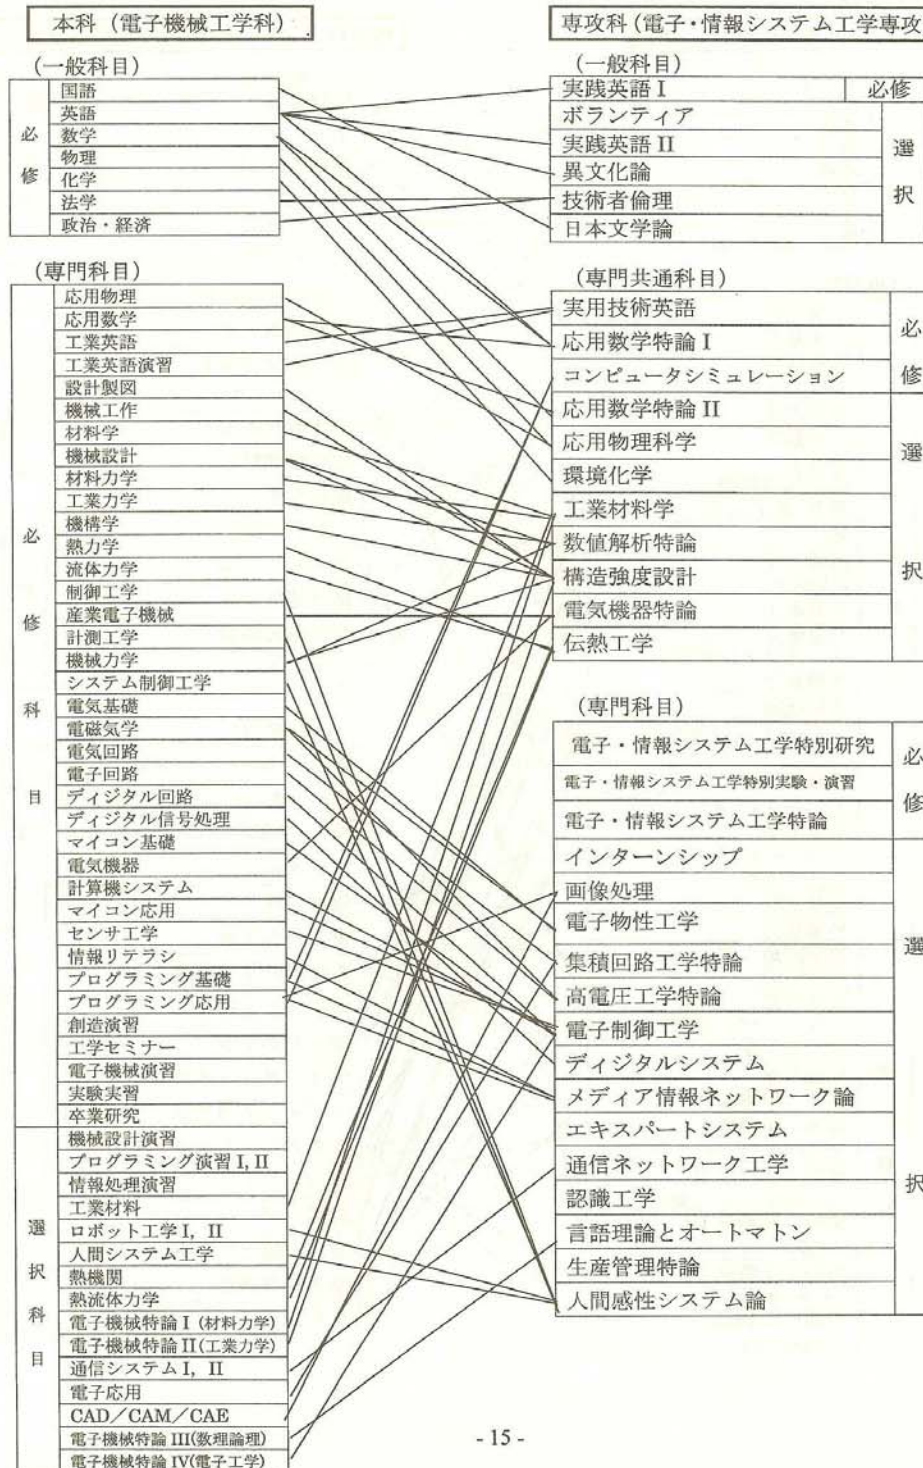 本科（電子機械工学科）
（一般科目）
必修
国語
英語
数学
物理
化学
法学
政治・経済
（専門科目）
必修科目
応用物理
応用数学
工業英語
工業英語演習
設計製図
機械工作
材料学
機械設計
材料力学
工業力学
機構学
熱力学
流体力学
制御工学
産業電子機械
計測工学
機械力学
システム制御工学
電気基礎
電磁気学
電気回路
電子回路
ディジタル回路
ディジタル信号処理
マイコン基礎
電気機器
計算機システム
マイコン応用
センサ工学
情報リテラシ
プログラミング基礎
プログラミング応用
創造演習
工学セミナー
電子機械演習
実験実習
卒業研究
選択科目
機械設計演習
プログラミング演習 I, II
情報処理演習
工業材料
ロボット工学 I, II
人間システム工学
熱機関
熱流体力学
電子機械特論 I (材料力学)
電子機械特論 II(工業力学)
通信システム I, II
電子応用
CAD／CAM／CAE
電子機械特論 III(数理論理)
電子機械特論 IV(電子工学)
専攻科（電子・情報システム工学専攻
（一般科目）
実践英語 I 必修
ボランティア
実践英語 II
異文化論
技術者倫理
日本文学論
選択
（専門共通科目）
実用技術英語
応用数学特論 I
コンピュータシミュレーション
必修
応用数学特論 II
応用物理科学
環境化学
工業材料学
数値解析特論
構造強度設計
電気機器特論
伝熱工学
選択
（専門科目）
電子・情報システム工学特別研究
電子・情報システム工学特別実験・演習
電子・情報システム工学特論
必修
インターンシップ
画像処理
電子物性工学
集積回路工学特論
高電圧工学特論
電子制御工学
ディジタルシステム
メディア情報ネットワーク論
エキスパートシステム
通信ネットワーク工学
認識工学
言語理論とオートマトン
生産管理特論
人間感性システム論
選択
- 15 -